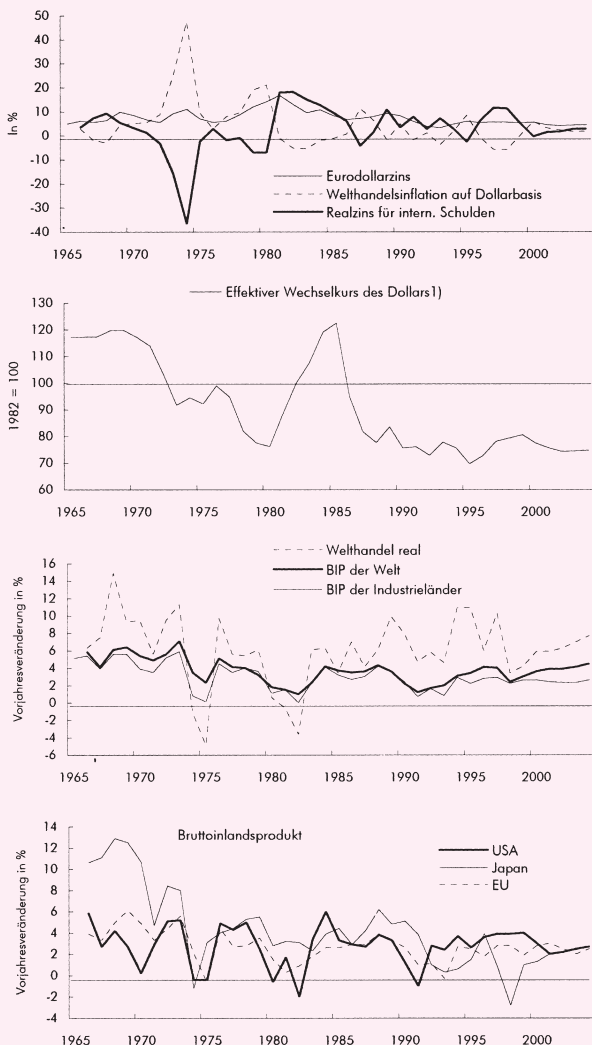 50
40
30
20
10
0
-10
-20
-30
-40
In %
Eurodollarzins
Welthandelsinflation auf Dollarbasis
Realzins für intern. Schulden
1965 1970 1975 1980 1985 1990 1995 2000
Effektiver Wechselkurs des Dollars1)
130
120
110
100
90
80
70
60
1982 = 100
1965 1970 1975 1980 1985 1990 1995 2000
Welthandel real
BIP der Welt
BIP der Industrieländer
16
14
12
10
8
6
4
2
0
-2
-4
-6
Vorjahresveränderung in %
1965 1970 1975 1980 1985 1990 1995 2000
Bruttoinlandsprodukt
USA
Japan
EU
14
12
10
8
6
4
2
0
-2
-4
Vorjahresveränderung in %
1965 1970 1975 1980 1985 1990 1995 2000